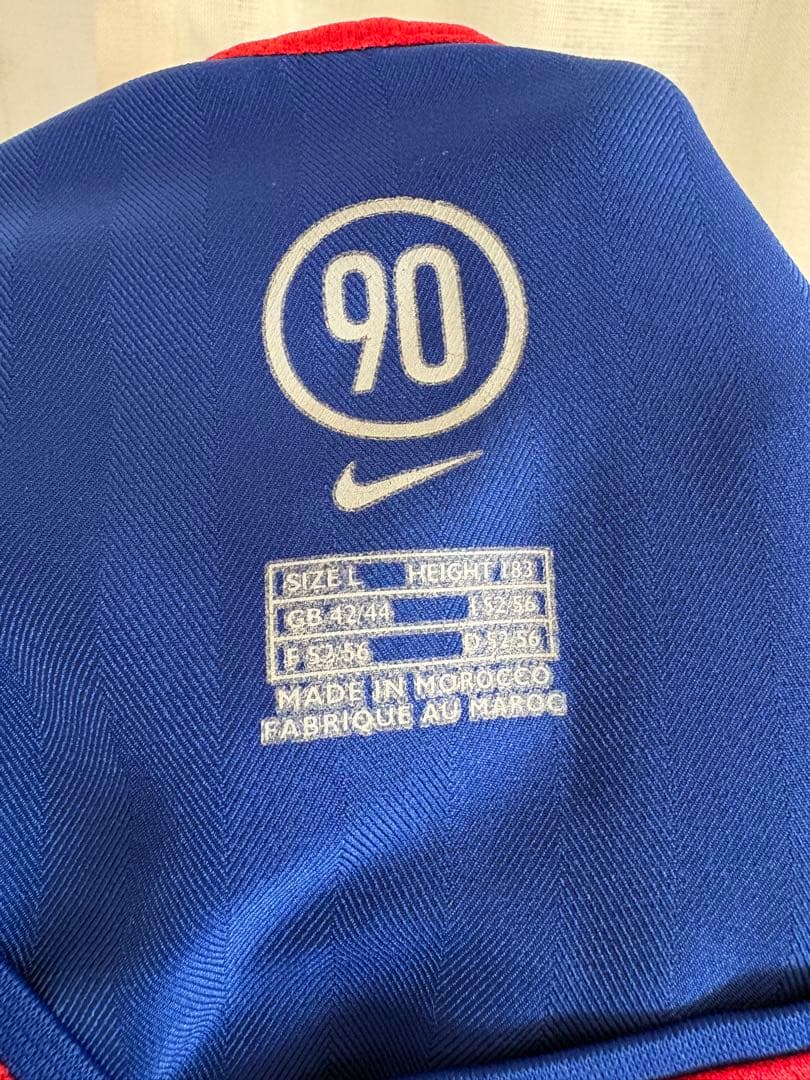 90
SIZE L HEIGHT 183
GB 42/44 I 52/56
F 52/56 D 52/56
MADE IN MOROCCO
FABRIQUE AU MAROC